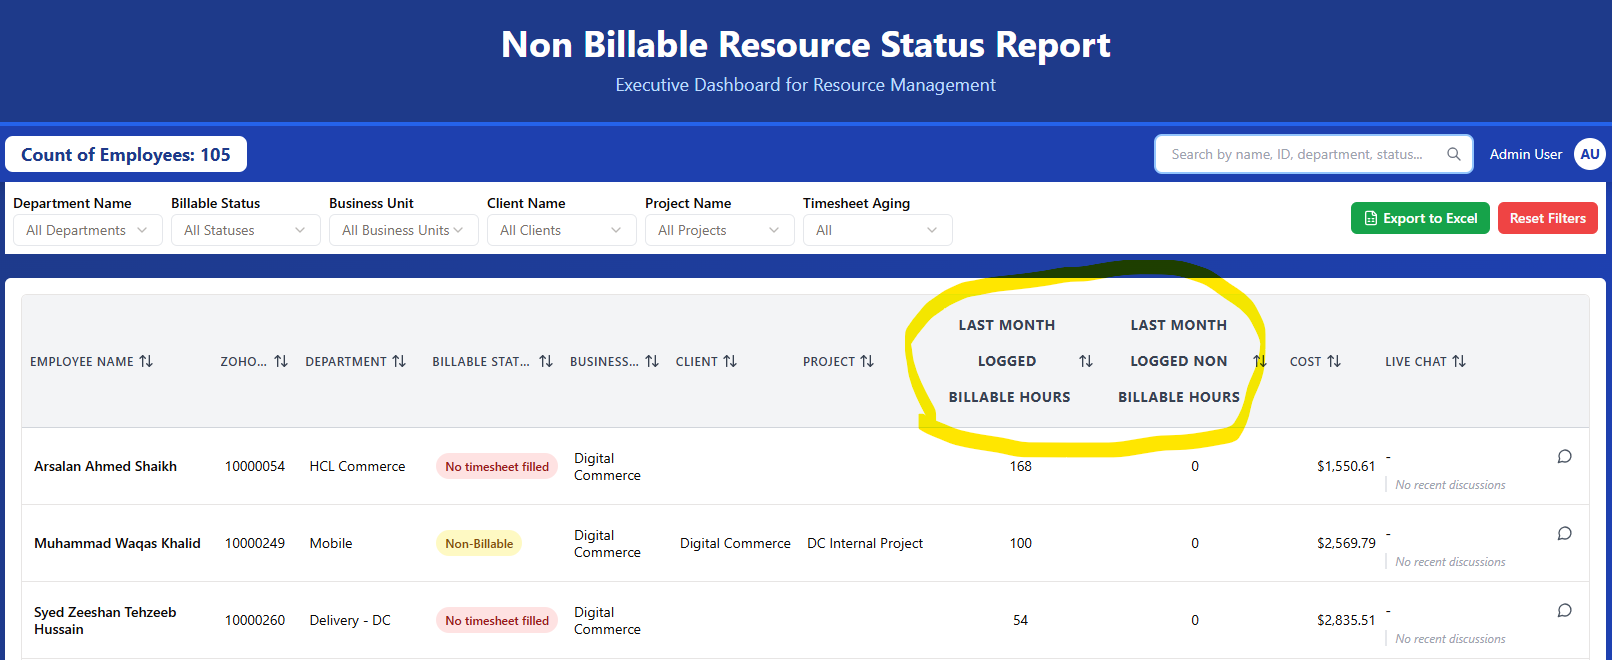 Non Billable Resource Status Report
Executive Dashboard for Resource Management
Count of Employees: 105
Search by name, ID, department, status...
Admin User
AU
Department Name
Billable Status
Business Unit
Client Name
Project Name
Timesheet Aging
All Departments
All Statuses
All Business Units
All Clients
All Projects
All
Export to Excel
Reset Filters
EMPLOYEE NAME
ZOHO...
DEPARTMENT
BILLABLE STAT...
BUSINESS...
CLIENT
PROJECT
LAST MONTH
LOGGED
BILLABLE HOURS
LAST MONTH
LOGGED NON
BILLABLE HOURS
COST
LIVE CHAT
Arsalan Ahmed Shaikh
10000054
HCL Commerce
No timesheet filled
Digital
Commerce
168
0
$1,550.61
-
No recent discussions
Muhammad Waqas Khalid
10000249
Mobile
Non-Billable
Digital
Commerce
Digital Commerce
DC Internal Project
100
0
$2,569.79
-
No recent discussions
Syed Zeeshan Tehzeeb
Hussain
10000260
Delivery - DC
No timesheet filled
Digital
Commerce
54
0
$2,835.51
-
No recent discussions